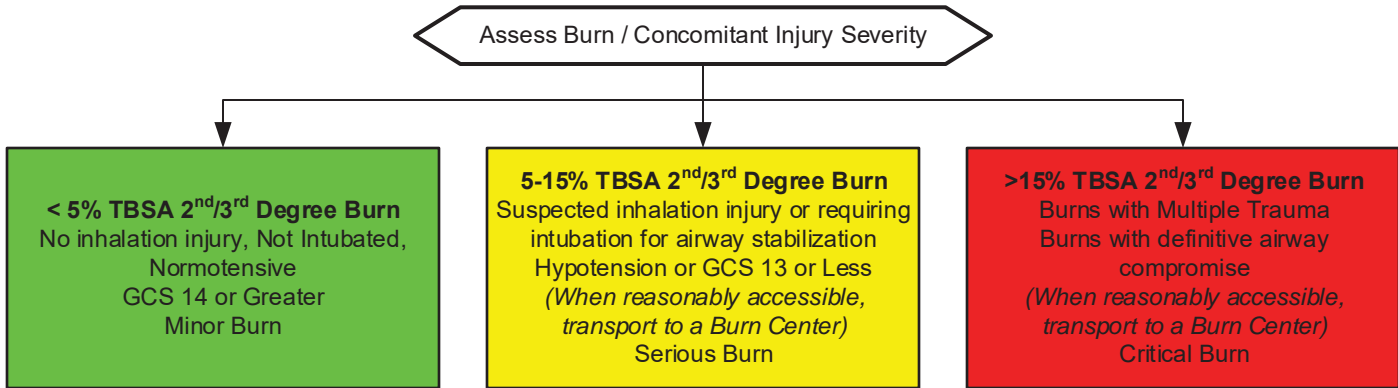 Assess Burn / Concomitant Injury Severity
< 5% TBSA 2nd/3rd Degree Burn
No inhalation injury, Not Intubated,
Normotensive
GCS 14 or Greater
Minor Burn
5-15% TBSA 2nd/3rd Degree Burn
Suspected inhalation injury or requiring
intubation for airway stabilization
Hypotension or GCS 13 or Less
(When reasonably accessible,
transport to a Burn Center)
Serious Burn
>15% TBSA 2nd/3rd Degree Burn
Burns with Multiple Trauma
Burns with definitive airway
compromise
(When reasonably accessible,
transport to a Burn Center)
Critical Burn